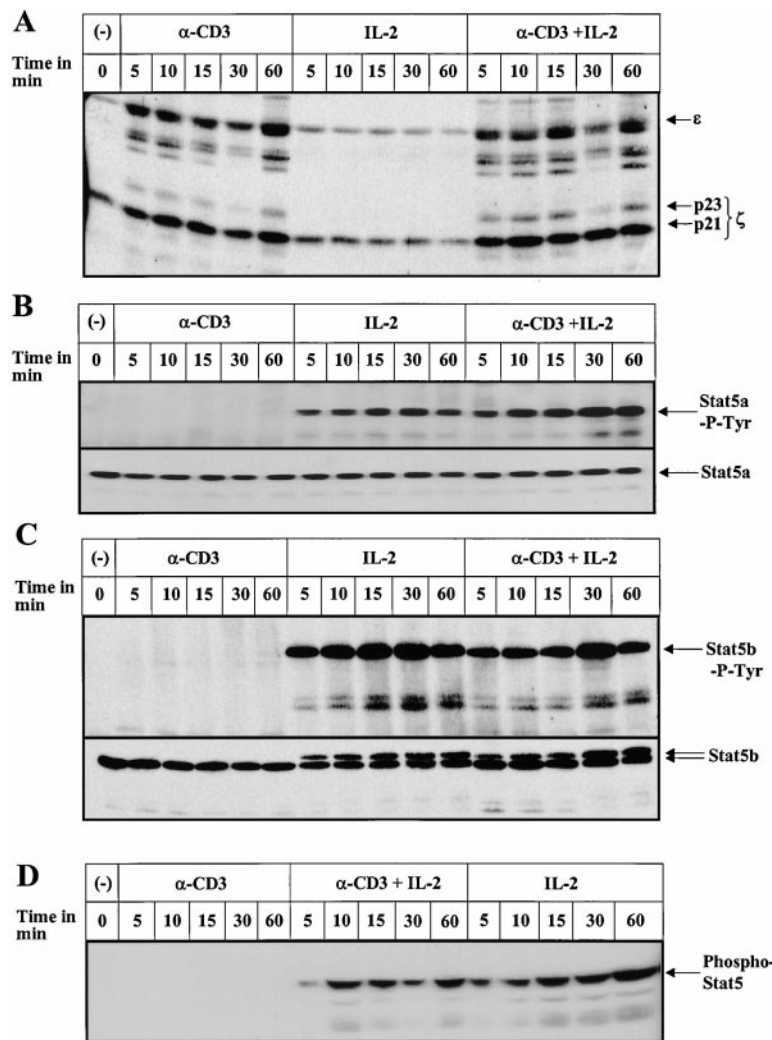 A
(-) α-CD3 IL-2 α-CD3 +IL-2
Time in min 0 5 10 15 30 60 5 10 15 30 60 5 10 15 30 60
ε
p23
p21
ζ
B
(-) α-CD3 IL-2 α-CD3 +IL-2
Time in min 0 5 10 15 30 60 5 10 15 30 60 5 10 15 30 60
Stat5a
-P-Tyr
Stat5a
C
(-) α-CD3 IL-2 α-CD3 + IL-2
Time in min 0 5 10 15 30 60 5 10 15 30 60 5 10 15 30 60
Stat5b
-P-Tyr
Stat5b
D
(-) α-CD3 α-CD3 + IL-2 IL-2
Time in min 0 5 10 15 30 60 5 10 15 30 60 5 10 15 30 60
Phospho-
Stat5